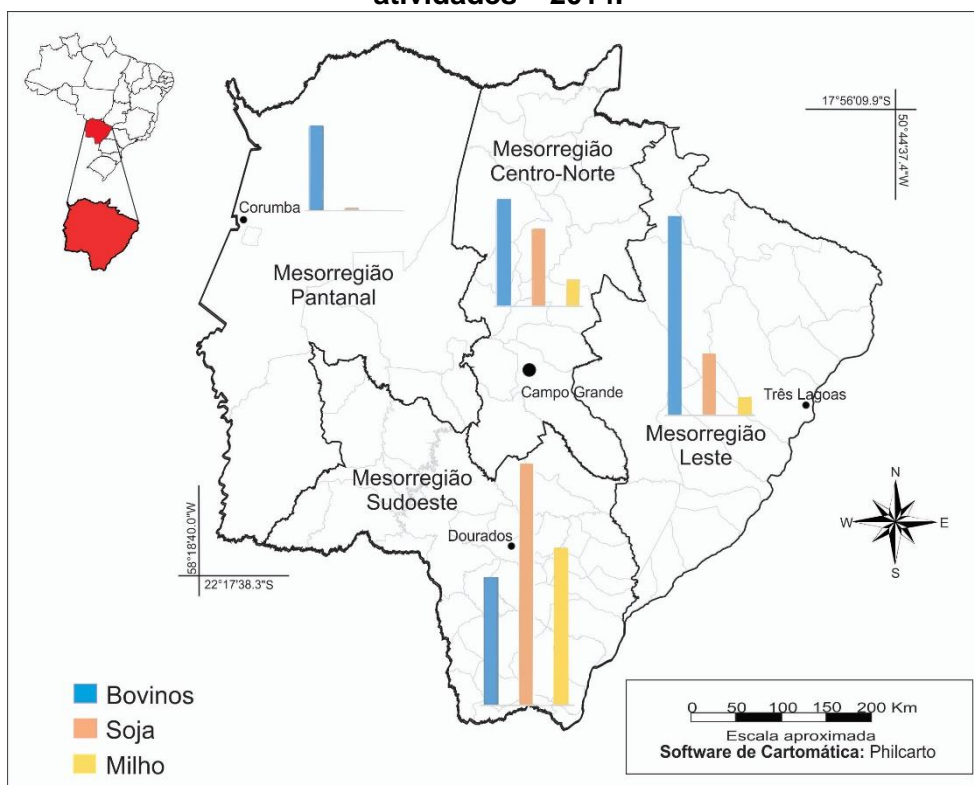 atividados – 2014.
17°56'09.9"S
50°44'37.4"W
Mesorregião
Centro-Norte
Corumba
Mesorregião
Pantanal
Campo Grande
Três Lagoas
Mesorregião
Leste
Mesorregião
Sudoeste
Dourados
N
W
E
S
58°18'40.0"W
22°17'38.3"S
Bovinos
Soja
Milho
0 50 100 150 200 Km
Escala aproximada
Software de Cartomática: Philcarto